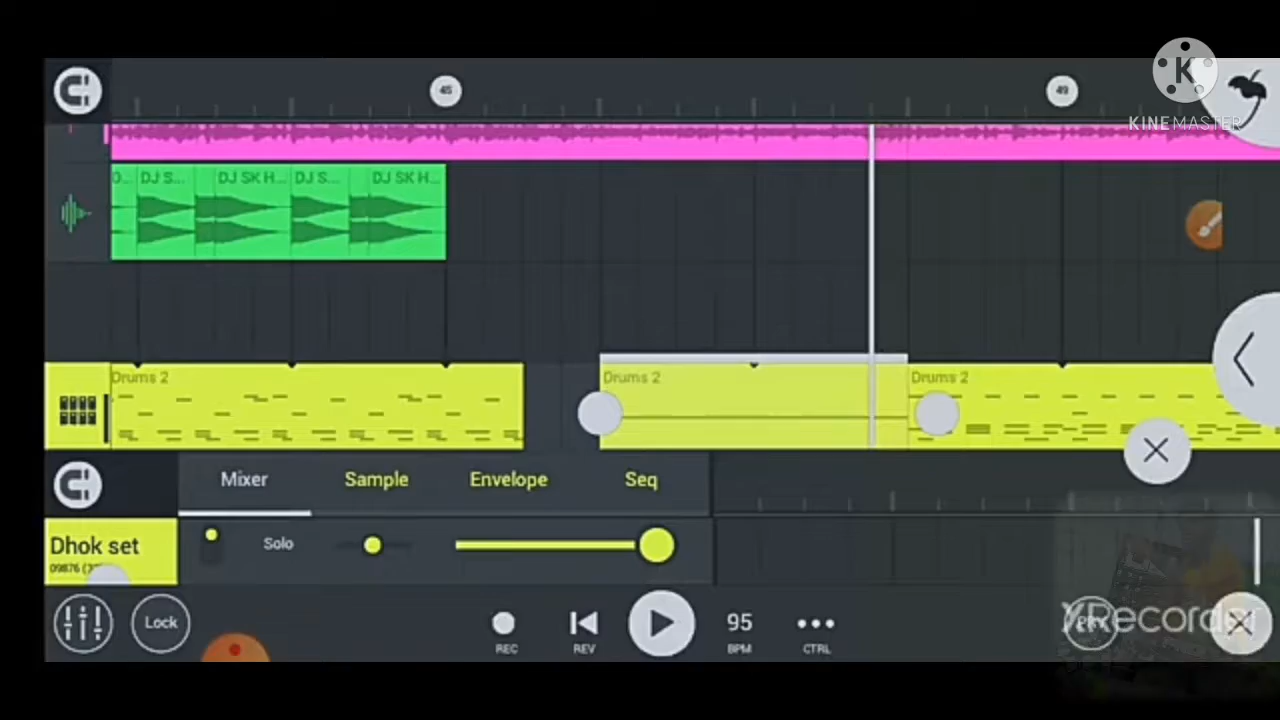 45
49
K
KINEMASTER
0... DJ S... DJ SK H... DJ S... DJ SK H...
Drums 2
Drums 2
Drums 2
Mixer
Sample
Envelope
Seq
Dhok set
Solo
Lock
REC
REV
95
BPM
CTRL
XRecorder